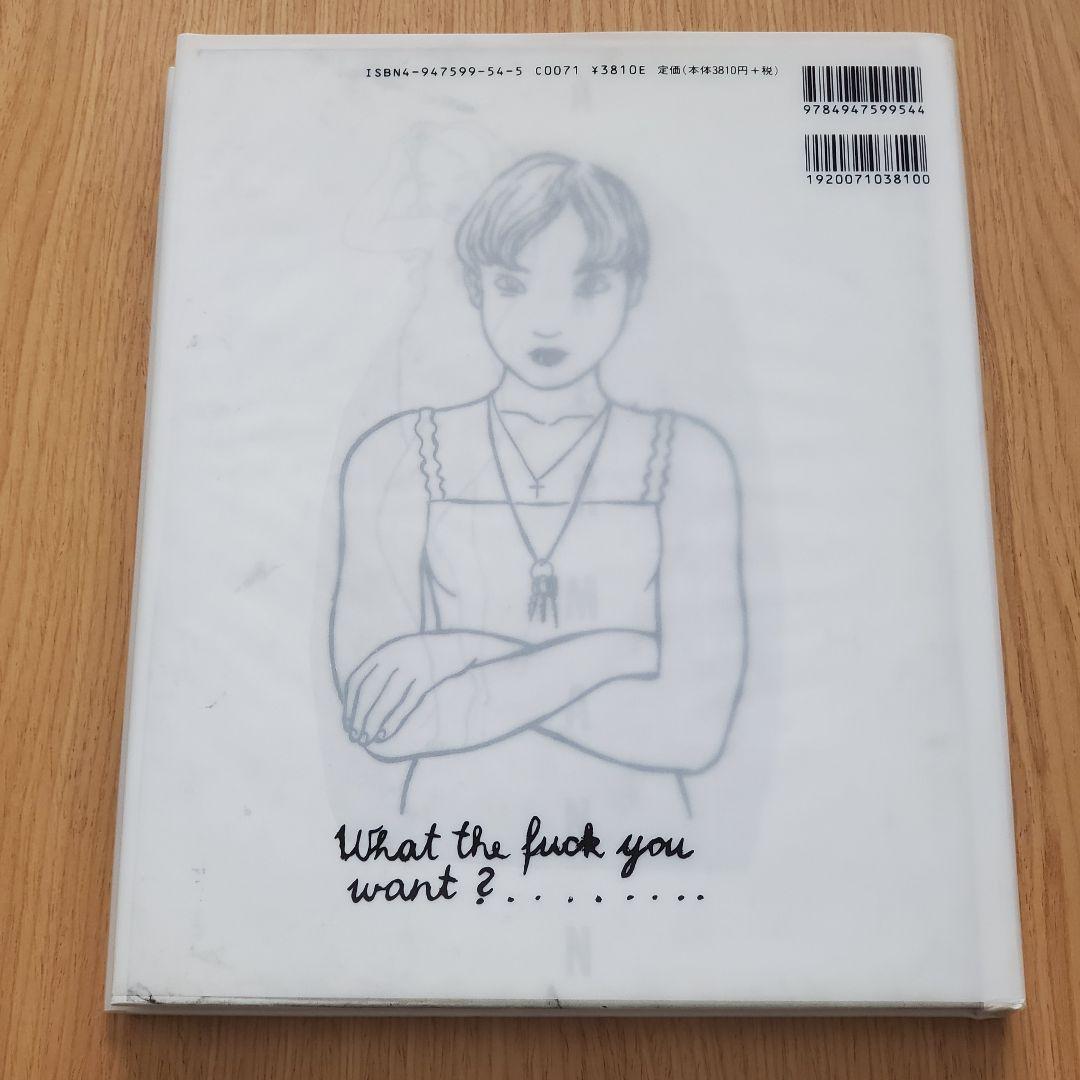 ISBN4-947599-54-5 C0071 ¥3810E 定価(本体3810円+税)
9784947599544
1920071038100
What the fuck you
want ? . . . . . . . . .